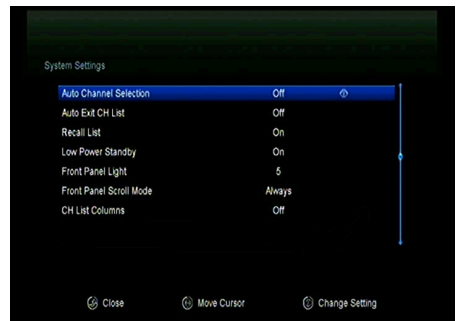 System Settings
Auto Channel Selection Off
Auto Exit CH List Off
Recall List On
Low Power Standby On
Front Panel Light 5
Front Panel Scroll Mode Always
CH List Columns Off
Close Move Cursor Change Setting